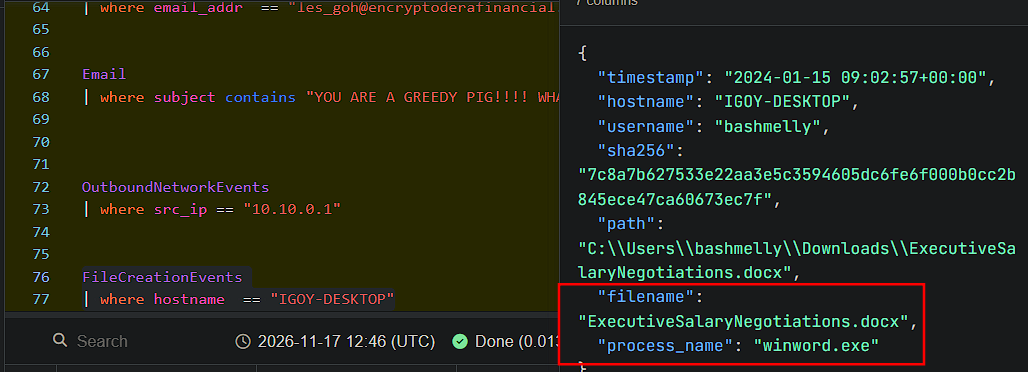 64 | where email_addr == "les_goh@encryptoderafinancial
65
66
67 Email
68 | where subject contains "YOU ARE A GREEDY PIG!!!! WHA
69
70
71
72 OutboundNetworkEvents
73 | where src_ip == "10.10.0.1"
74
75
76 FileCreationEvents
77 | where hostname == "IGOY-DESKTOP"
Search 2026-11-17 12:46 (UTC) Done (0.013
7 columns
{
"timestamp": "2024-01-15 09:02:57+00:00",
"hostname": "IGOY-DESKTOP",
"username": "bashmelly",
"sha256":
"7c8a7b627533e22aa3e5c3594605dc6fe6f000b0cc2b
845ece47ca60673ec7f",
"path":
"C:\\Users\\bashmelly\\Downloads\\ExecutiveSa
laryNegotiations.docx",
"filename":
"ExecutiveSalaryNegotiations.docx",
"process_name": "winword.exe"
}